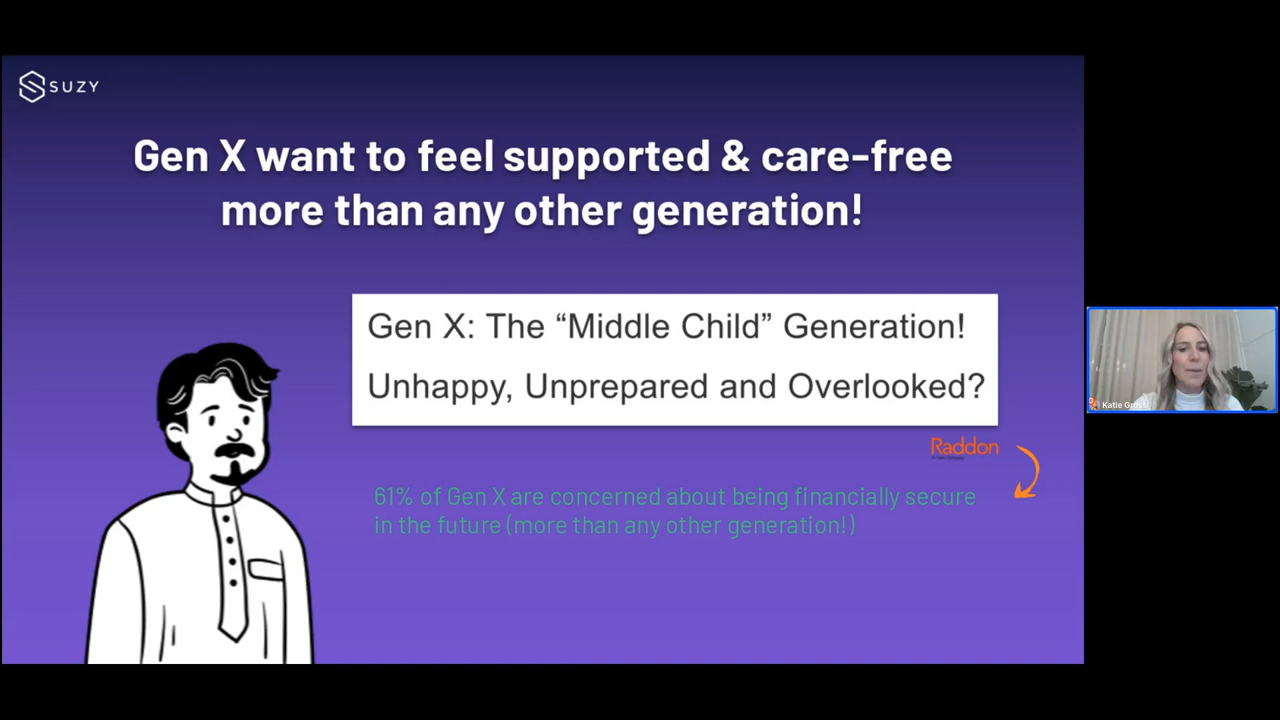 SUZY
Gen X want to feel supported & care-free
more than any other generation!
Gen X: The “Middle Child” Generation!
Unhappy, Unprepared and Overlooked?
Raddon
61% of Gen X are concerned about being financially secure
in the future (more than any other generation!)
Katie